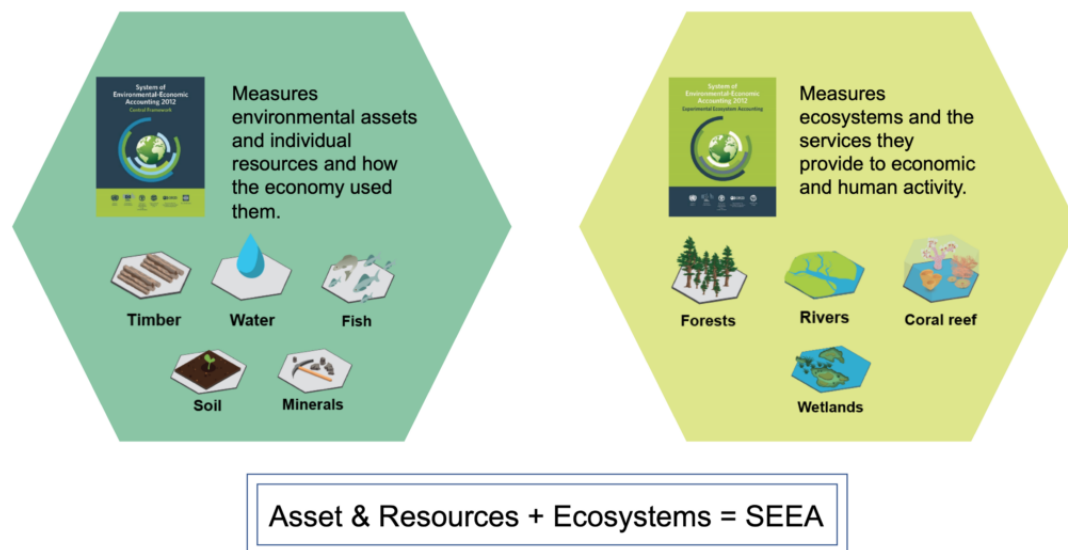 System of
Environmental-Economic
Accounting 2012
Central Framework
Measures
environmental assets
and individual
resources and how
the economy used
them.
Timber
Water
Fish
Soil
Minerals
System of
Environmental-Economic
Accounting 2012
Experimental Ecosystem Accounting
Measures
ecosystems and the
services they
provide to economic
and human activity.
Forests
Rivers
Coral reef
Wetlands
Asset & Resources + Ecosystems = SEEA